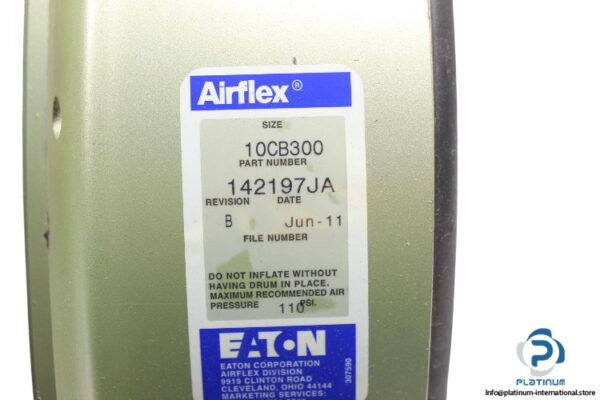 Airflex®
SIZE
10CB300
PART NUMBER
142197JA
REVISION DATE
B Jun-11
FILE NUMBER
DO NOT INFLATE WITHOUT
HAVING DRUM IN PLACE.
MAXIMUM RECOMMENDED AIR
PRESSURE 110 PSI.
EATON
EATON CORPORATION
AIRFLEX DIVISION
9919 CLINTON ROAD
CLEVELAND, OHIO 44144
MARKETING SERVICES:
307590
PLATINUM
Info@platinum-international.store